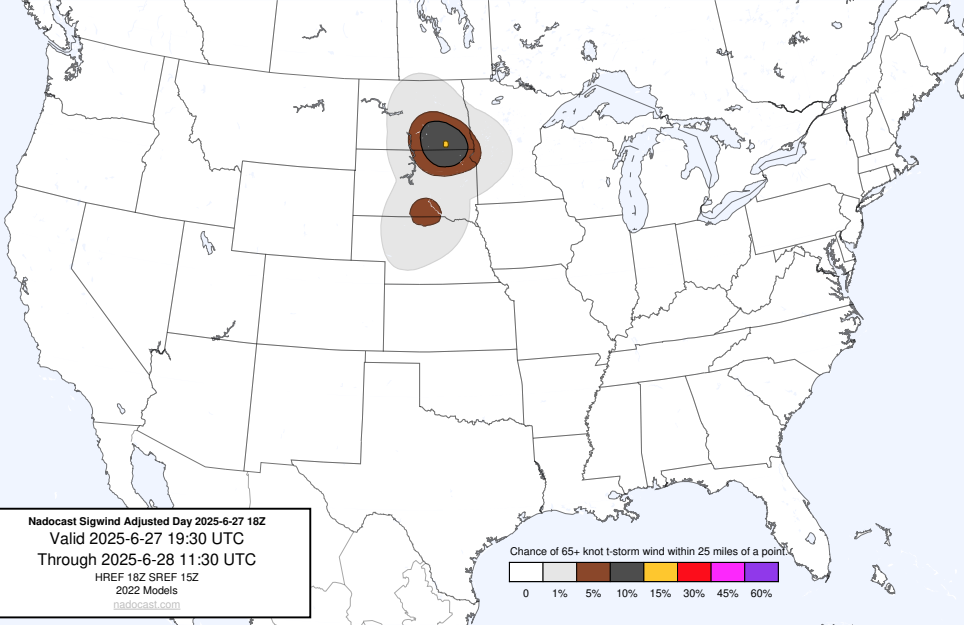 Nadocast Sigwind Adjusted Day 2025-6-27 18Z
Valid 2025-6-27 19:30 UTC
Through 2025-6-28 11:30 UTC
HREF 18Z SREF 15Z
2022 Models
nadocast.com
Chance of 65+ knot t-storm wind within 25 miles of a point.
0 1% 5% 10% 15% 30% 45% 60%